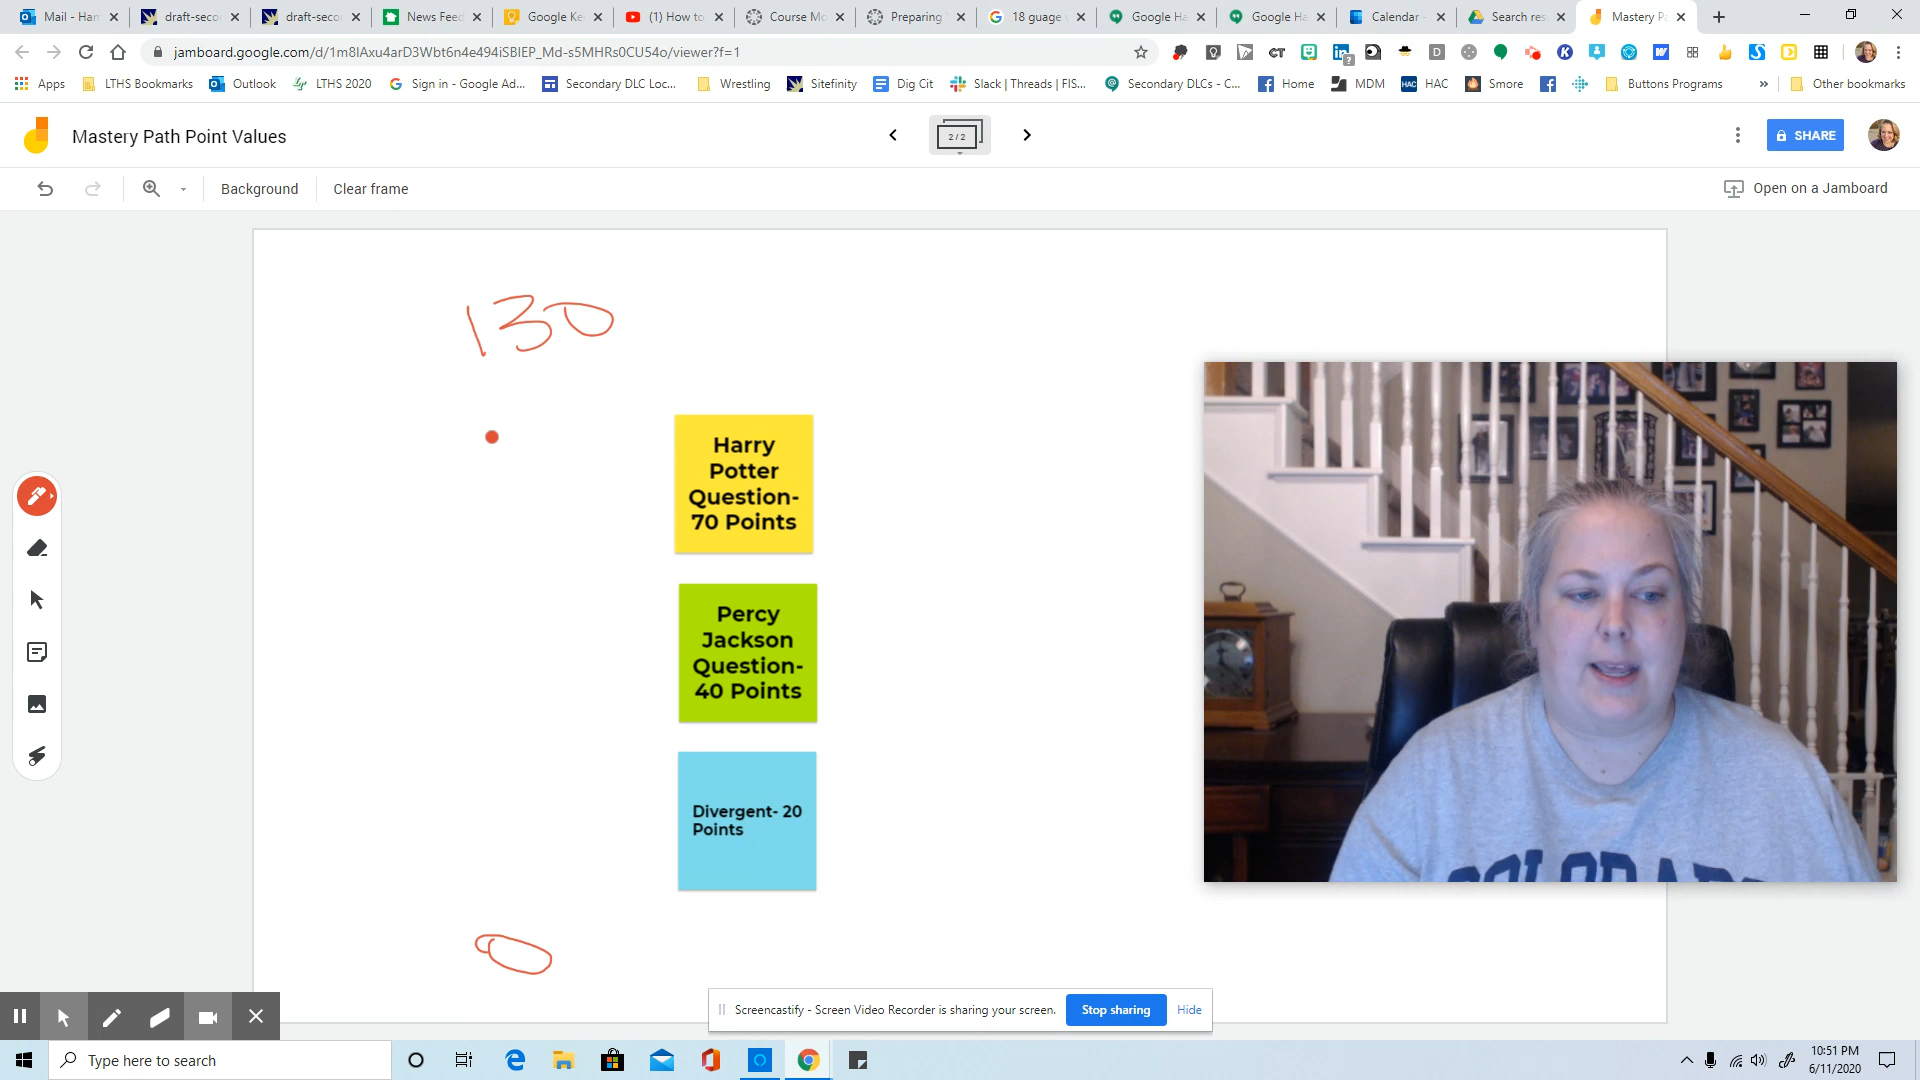 Mail - Han
draft-seco
draft-seco
News Feed
Google Ke
(1) How to
Course Mo
Preparing
18 guage
Google Ha
Google Ha
Calendar -
Search res
Mastery Pa
jamboard.google.com/d/1m8IAxu4arD3Wbt6n4e494iSBIEP_Md-s5MHRs0CU54o/viewer?f=1
Apps
LTHS Bookmarks
Outlook
LTHS 2020
Sign in - Google Ad...
Secondary DLC Loc...
Wrestling
Sitefinity
Dig Cit
Slack | Threads | FIS...
Secondary DLCs - C...
Home
MDM
HAC
Smore
Buttons Programs
»
Other bookmarks
Mastery Path Point Values
2 / 2
SHARE
Background
Clear frame
Open on a Jamboard
130
Harry
Potter
Question-
70 Points
Percy
Jackson
Question-
40 Points
Divergent- 20
Points
0
Screencastify - Screen Video Recorder is sharing your screen.
Stop sharing
Hide
Type here to search
10:51 PM
6/11/2020